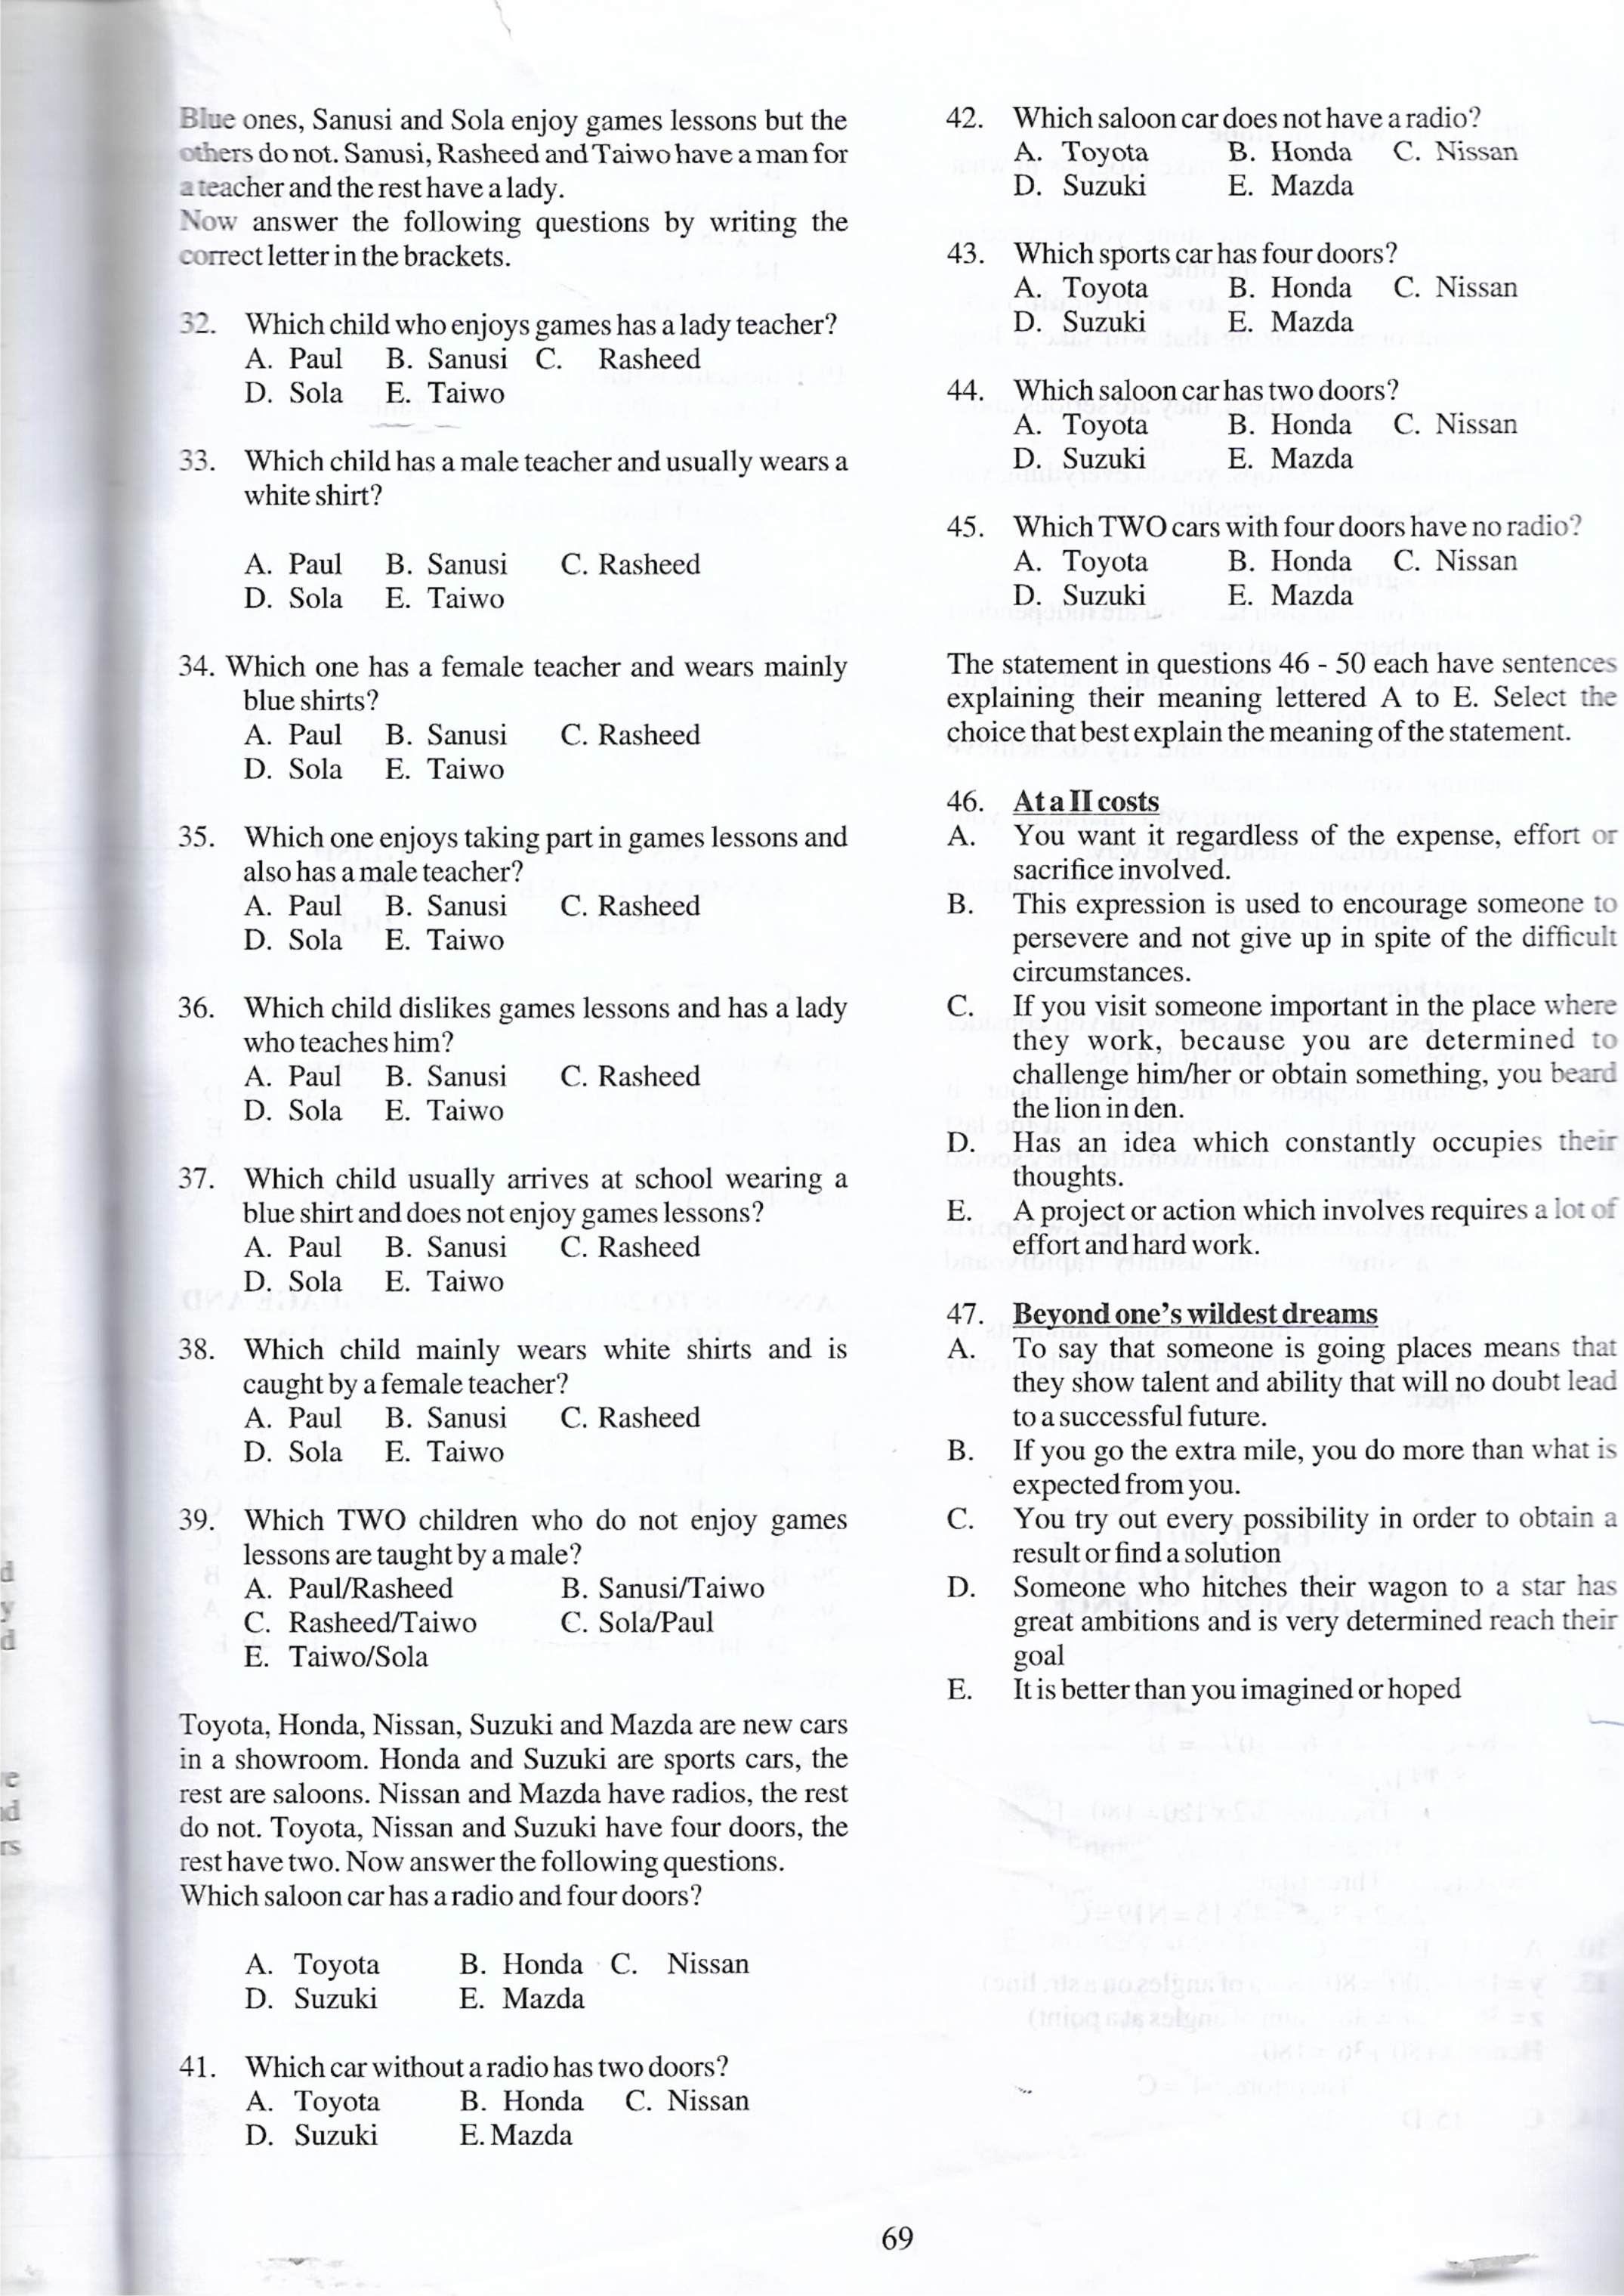 Blue ones, Sanusi and Sola enjoy games lessons but the
others do not. Sanusi, Rasheed and Taiwo have a man for
a teacher and the rest have a lady.
Now answer the following questions by writing the
correct letter in the brackets.
32. Which child who enjoys games has a lady teacher?
A. Paul B. Sanusi C. Rasheed
D. Sola E. Taiwo
33. Which child has a male teacher and usually wears a
white shirt?
A. Paul B. Sanusi C. Rasheed
D. Sola E. Taiwo
34. Which one has a female teacher and wears mainly
blue shirts?
A. Paul B. Sanusi C. Rasheed
D. Sola E. Taiwo
35. Which one enjoys taking part in games lessons and
also has a male teacher?
A. Paul B. Sanusi C. Rasheed
D. Sola E. Taiwo
36. Which child dislikes games lessons and has a lady
who teaches him?
A. Paul B. Sanusi C. Rasheed
D. Sola E. Taiwo
37. Which child usually arrives at school wearing a
blue shirt and does not enjoy games lessons?
A. Paul B. Sanusi C. Rasheed
D. Sola E. Taiwo
38. Which child mainly wears white shirts and is
caught by a female teacher?
A. Paul B. Sanusi C. Rasheed
D. Sola E. Taiwo
39. Which TWO children who do not enjoy games
lessons are taught by a male?
A. Paul/Rasheed B. Sanusi/Taiwo
C. Rasheed/Taiwo C. Sola/Paul
E. Taiwo/Sola
Toyota, Honda, Nissan, Suzuki and Mazda are new cars
in a showroom. Honda and Suzuki are sports cars, the
rest are saloons. Nissan and Mazda have radios, the rest
do not. Toyota, Nissan and Suzuki have four doors, the
rest have two. Now answer the following questions.
Which saloon car has a radio and four doors?
A. Toyota B. Honda C. Nissan
D. Suzuki E. Mazda
41. Which car without a radio has two doors?
A. Toyota B. Honda C. Nissan
D. Suzuki E. Mazda
42. Which saloon car does not have a radio?
A. Toyota B. Honda C. Nissan
D. Suzuki E. Mazda
43. Which sports car has four doors?
A. Toyota B. Honda C. Nissan
D. Suzuki E. Mazda
44. Which saloon car has two doors?
A. Toyota B. Honda C. Nissan
D. Suzuki E. Mazda
45. Which TWO cars with four doors have no radio?
A. Toyota B. Honda C. Nissan
D. Suzuki E. Mazda
The statement in questions 46 - 50 each have sentences
explaining their meaning lettered A to E. Select the
choice that best explain the meaning of the statement.
46. At a II costs
A. You want it regardless of the expense, effort or
sacrifice involved.
B. This expression is used to encourage someone to
persevere and not give up in spite of the difficult
circumstances.
C. If you visit someone important in the place where
they work, because you are determined to
challenge him/her or obtain something, you beard
the lion in den.
D. Has an idea which constantly occupies their
thoughts.
E. A project or action which involves requires a lot of
effort and hard work.
47. Beyond one's wildest dreams
A. To say that someone is going places means that
they show talent and ability that will no doubt lead
to a successful future.
B. If you go the extra mile, you do more than what is
expected from you.
C. You try out every possibility in order to obtain a
result or find a solution
D. Someone who hitches their wagon to a star has
great ambitions and is very determined reach their
goal
E. It is better than you imagined or hoped
69